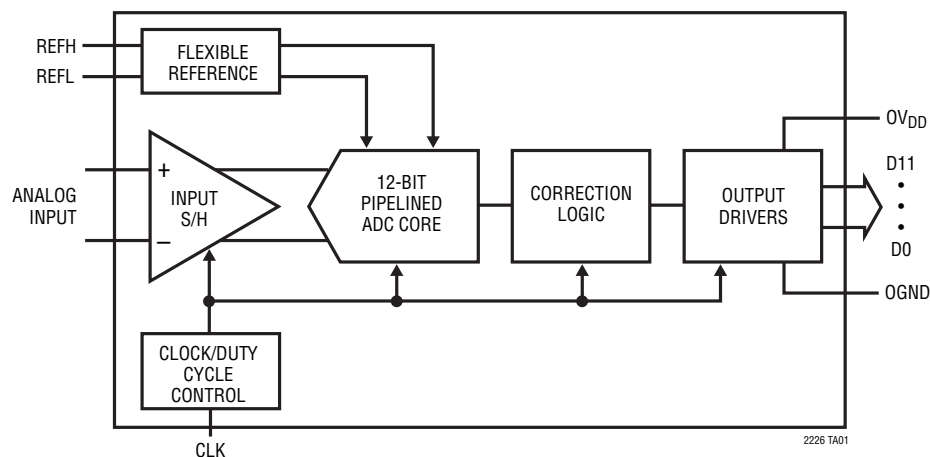 REFH
REFL
FLEXIBLE
REFERENCE
OVDD
ANALOG
INPUT
+
INPUT
S/H
–
12-BIT
PIPELINED
ADC CORE
CORRECTION
LOGIC
OUTPUT
DRIVERS
D11
•
•
•
D0
OGND
CLOCK/DUTY
CYCLE
CONTROL
CLK
2226 TA01